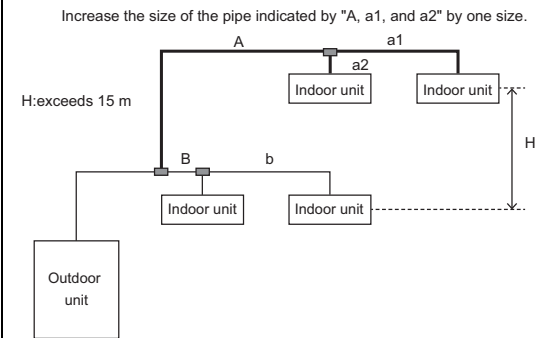 Increase the size of the pipe indicated by "A, a1, and a2" by one size.
A
a1
a2
Indoor unit
Indoor unit
H:exceeds 15 m
H
B
b
Indoor unit
Indoor unit
Outdoor
unit